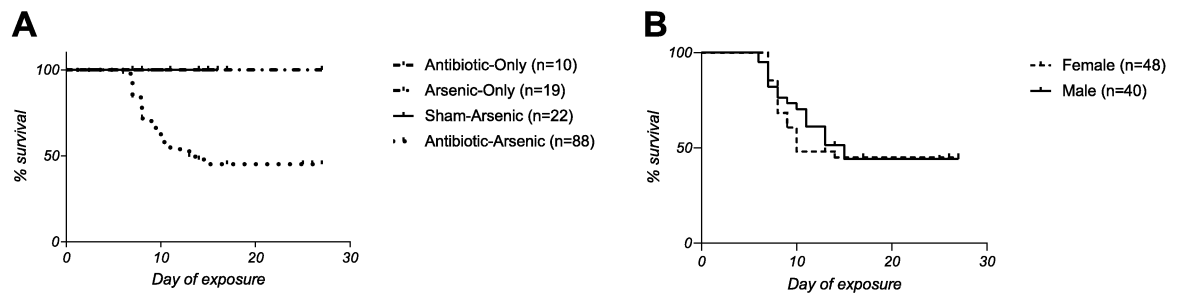 A
% survival
100
50
0
0 10 20 30
Day of exposure
Antibiotic-Only (n=10)
Arsenic-Only (n=19)
Sham-Arsenic (n=22)
Antibiotic-Arsenic (n=88)
B
% survival
100
50
0
0 10 20 30
Day of exposure
Female (n=48)
Male (n=40)